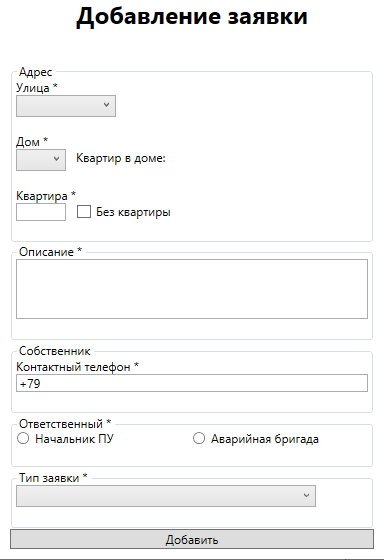 Добавление заявки
Адрес
Улица *
Дом *
Квартир в доме:
Квартира *
Без квартиры
Описание *
Собственник
Контактный телефон *
+79
Ответственный *
Начальник ПУ
Аварийная бригада
Тип заявки *
Добавить